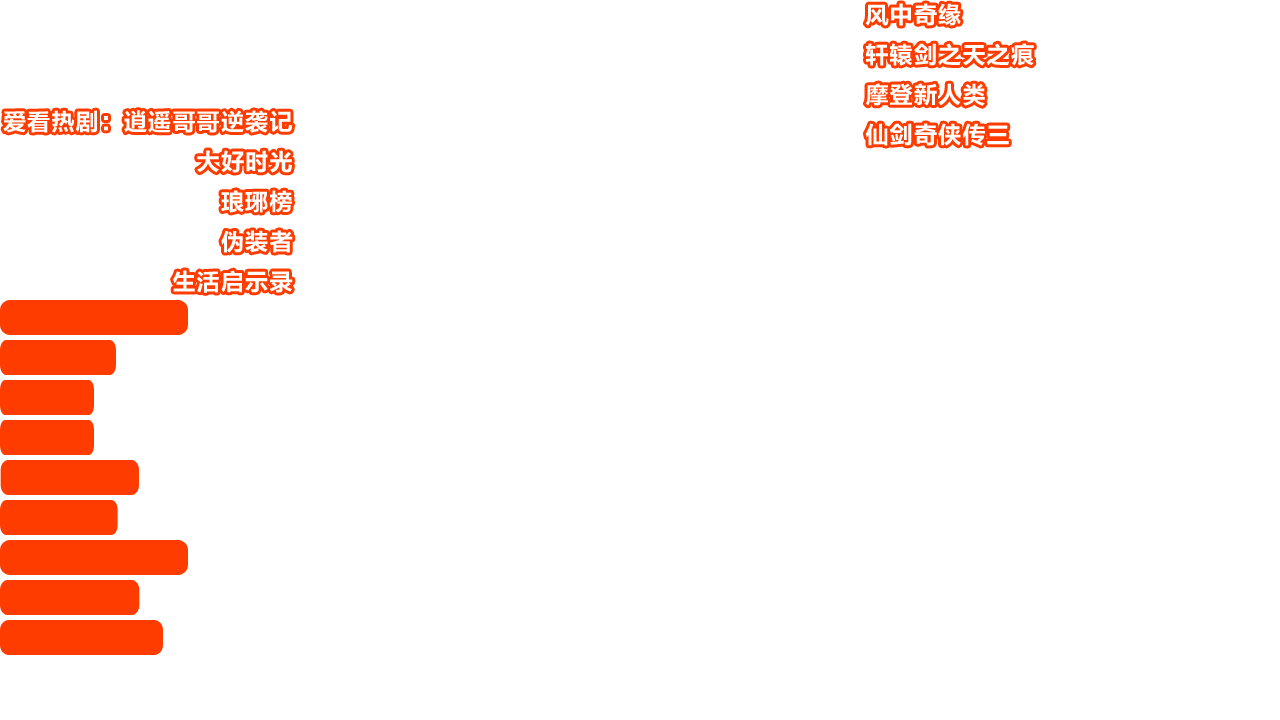 爱看热剧：逍遥哥哥逆袭记
大好时光
琅琊榜
伪装者
生活启示录
风中奇缘
轩辕剑之天之痕
摩登新人类
仙剑奇侠传三